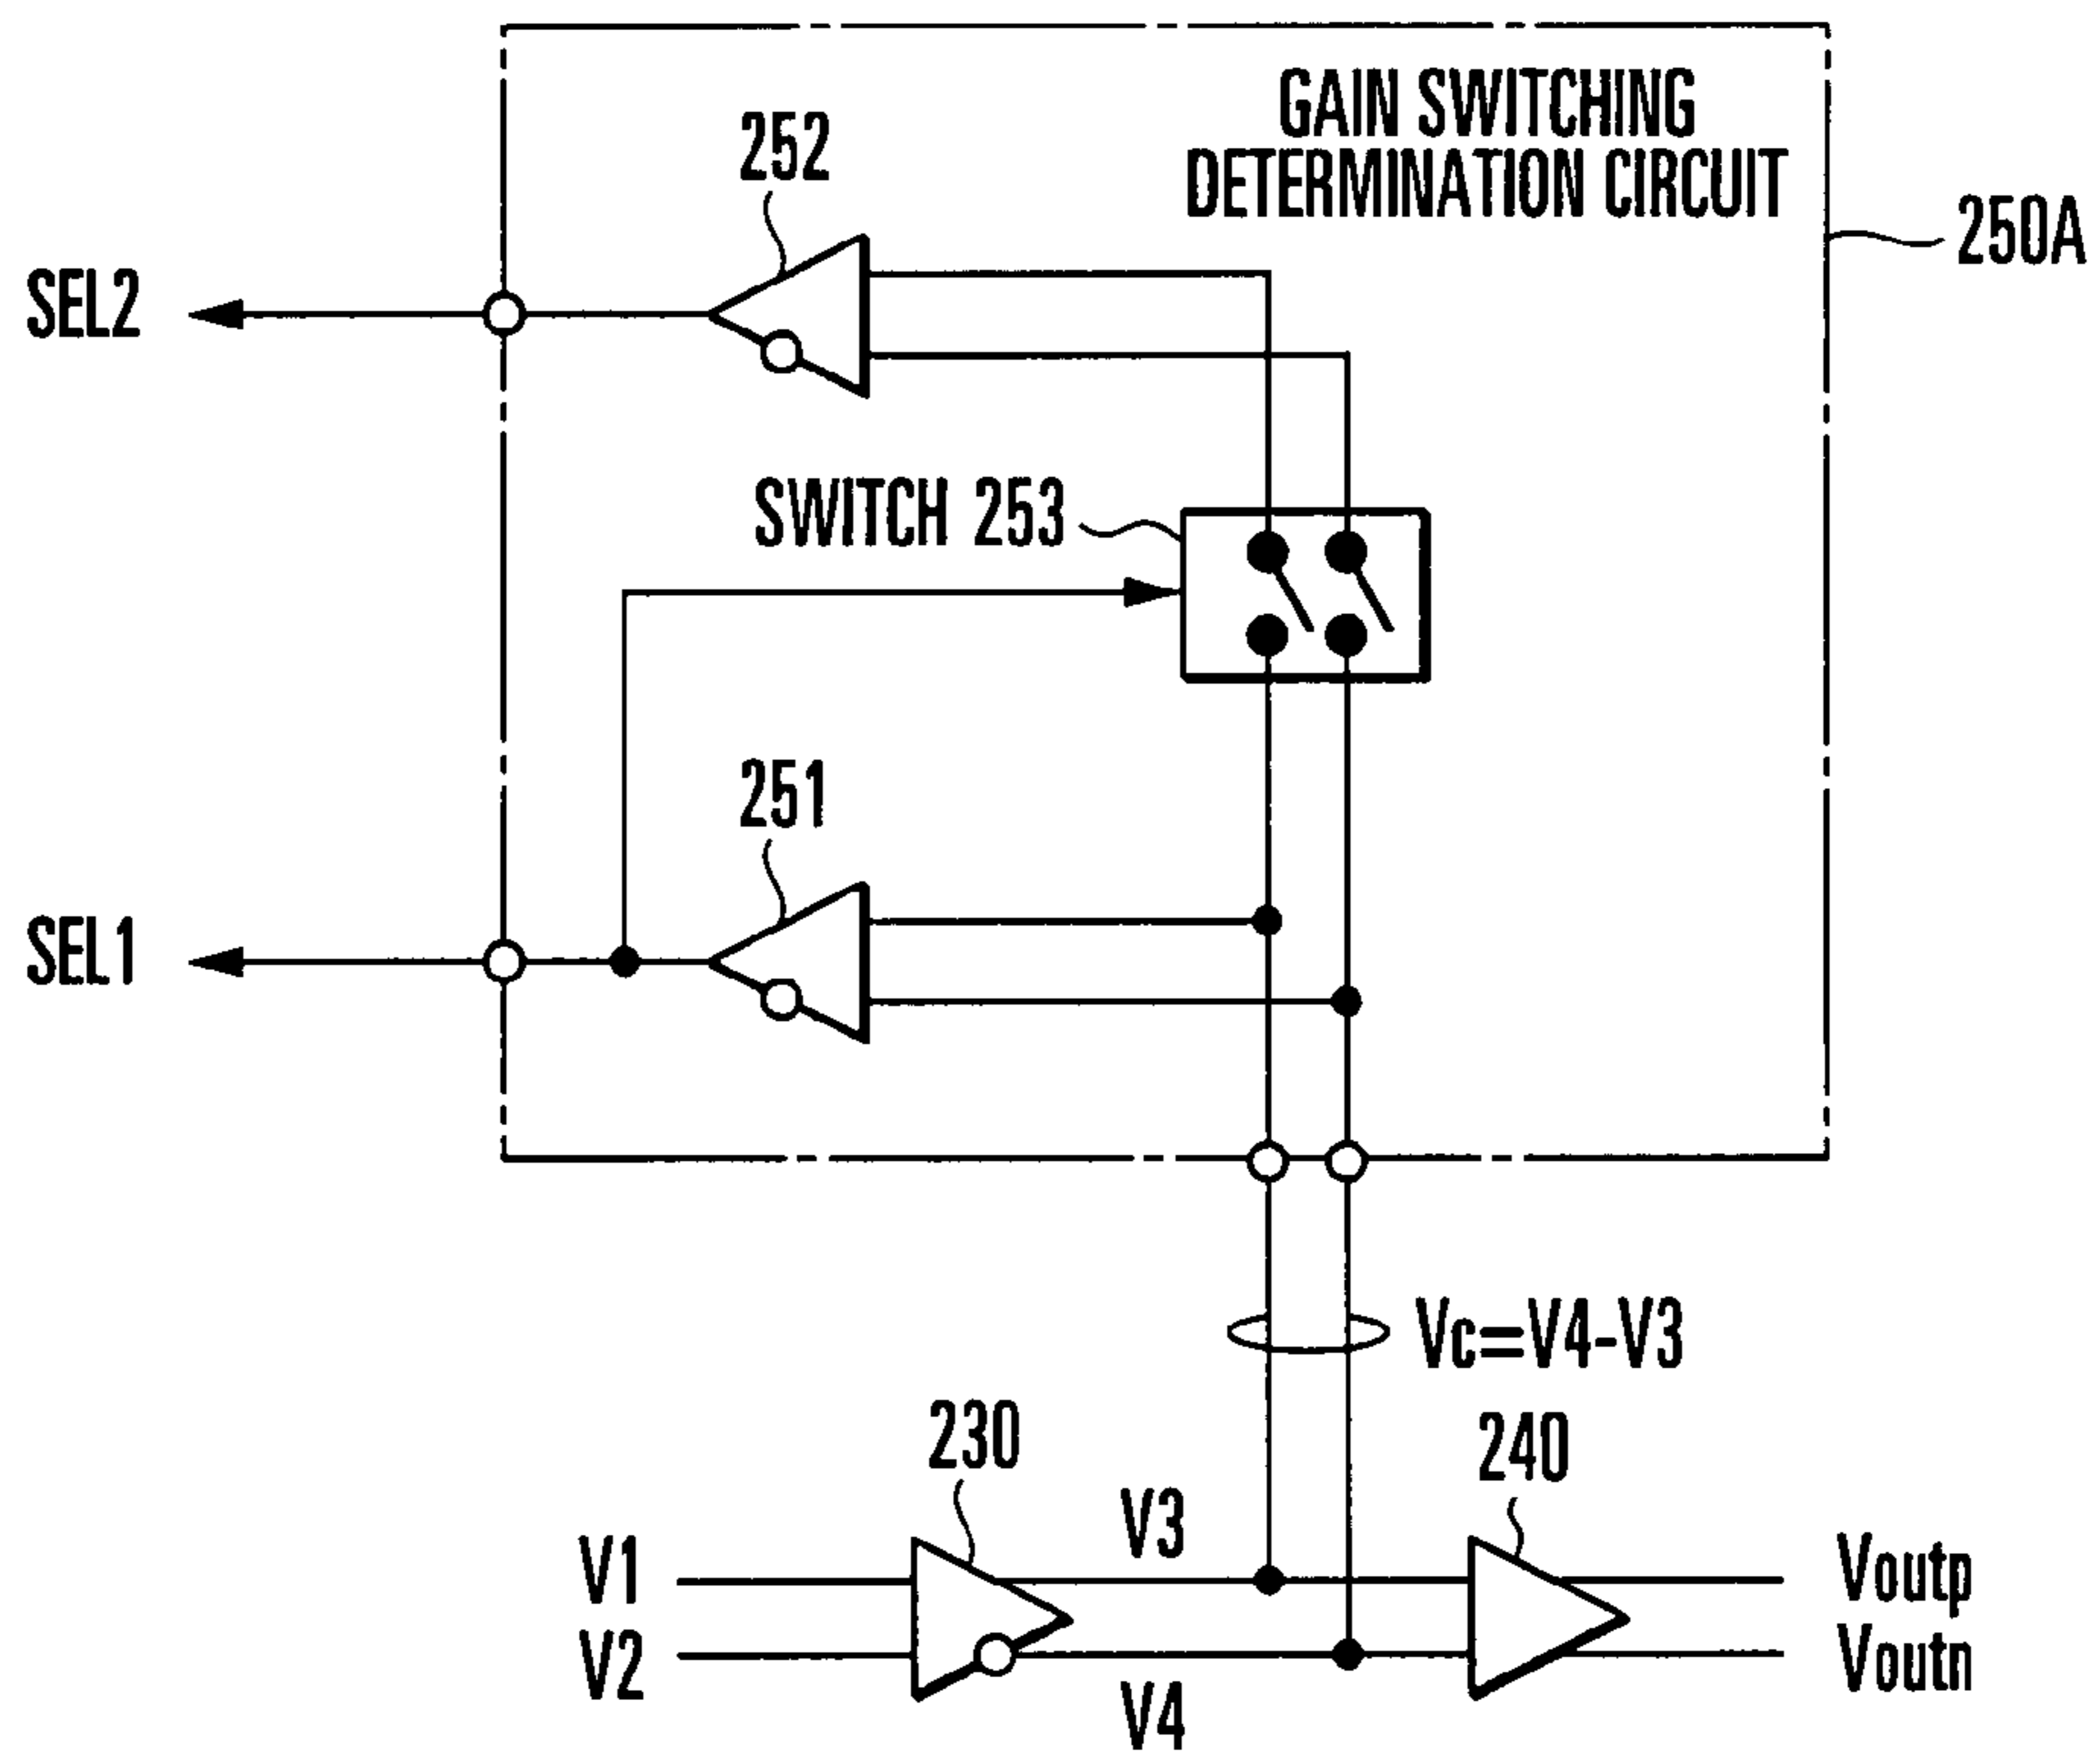 GAIN SWITCHING
DETERMINATION CIRCUIT
252
250A
SEL2
SWITCH 253
251
SEL1
Vc=V4-V3
230
240
V3
V1
Voutp
V2
Voutn
V4